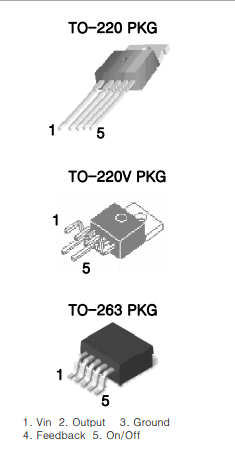 TO-220 PKG
1
5
TO-220V PKG
1
5
TO-263 PKG
1
5
1. Vin 2. Output 3. Ground
4. Feedback 5. On/Off